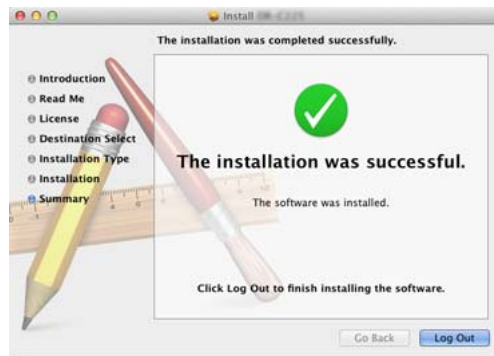 Install
The installation was completed successfully.
Introduction
Read Me
License
Destination Select
Installation Type
Installation
Summary
The installation was successful.
The software was installed.
Click Log Out to finish installing the software.
Go Back
Log Out